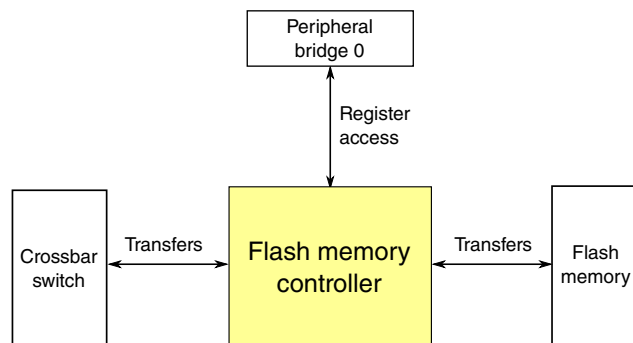 Peripheral
bridge 0
Register
access
Crossbar
switch
Transfers
Flash memory
controller
Transfers
Flash
memory